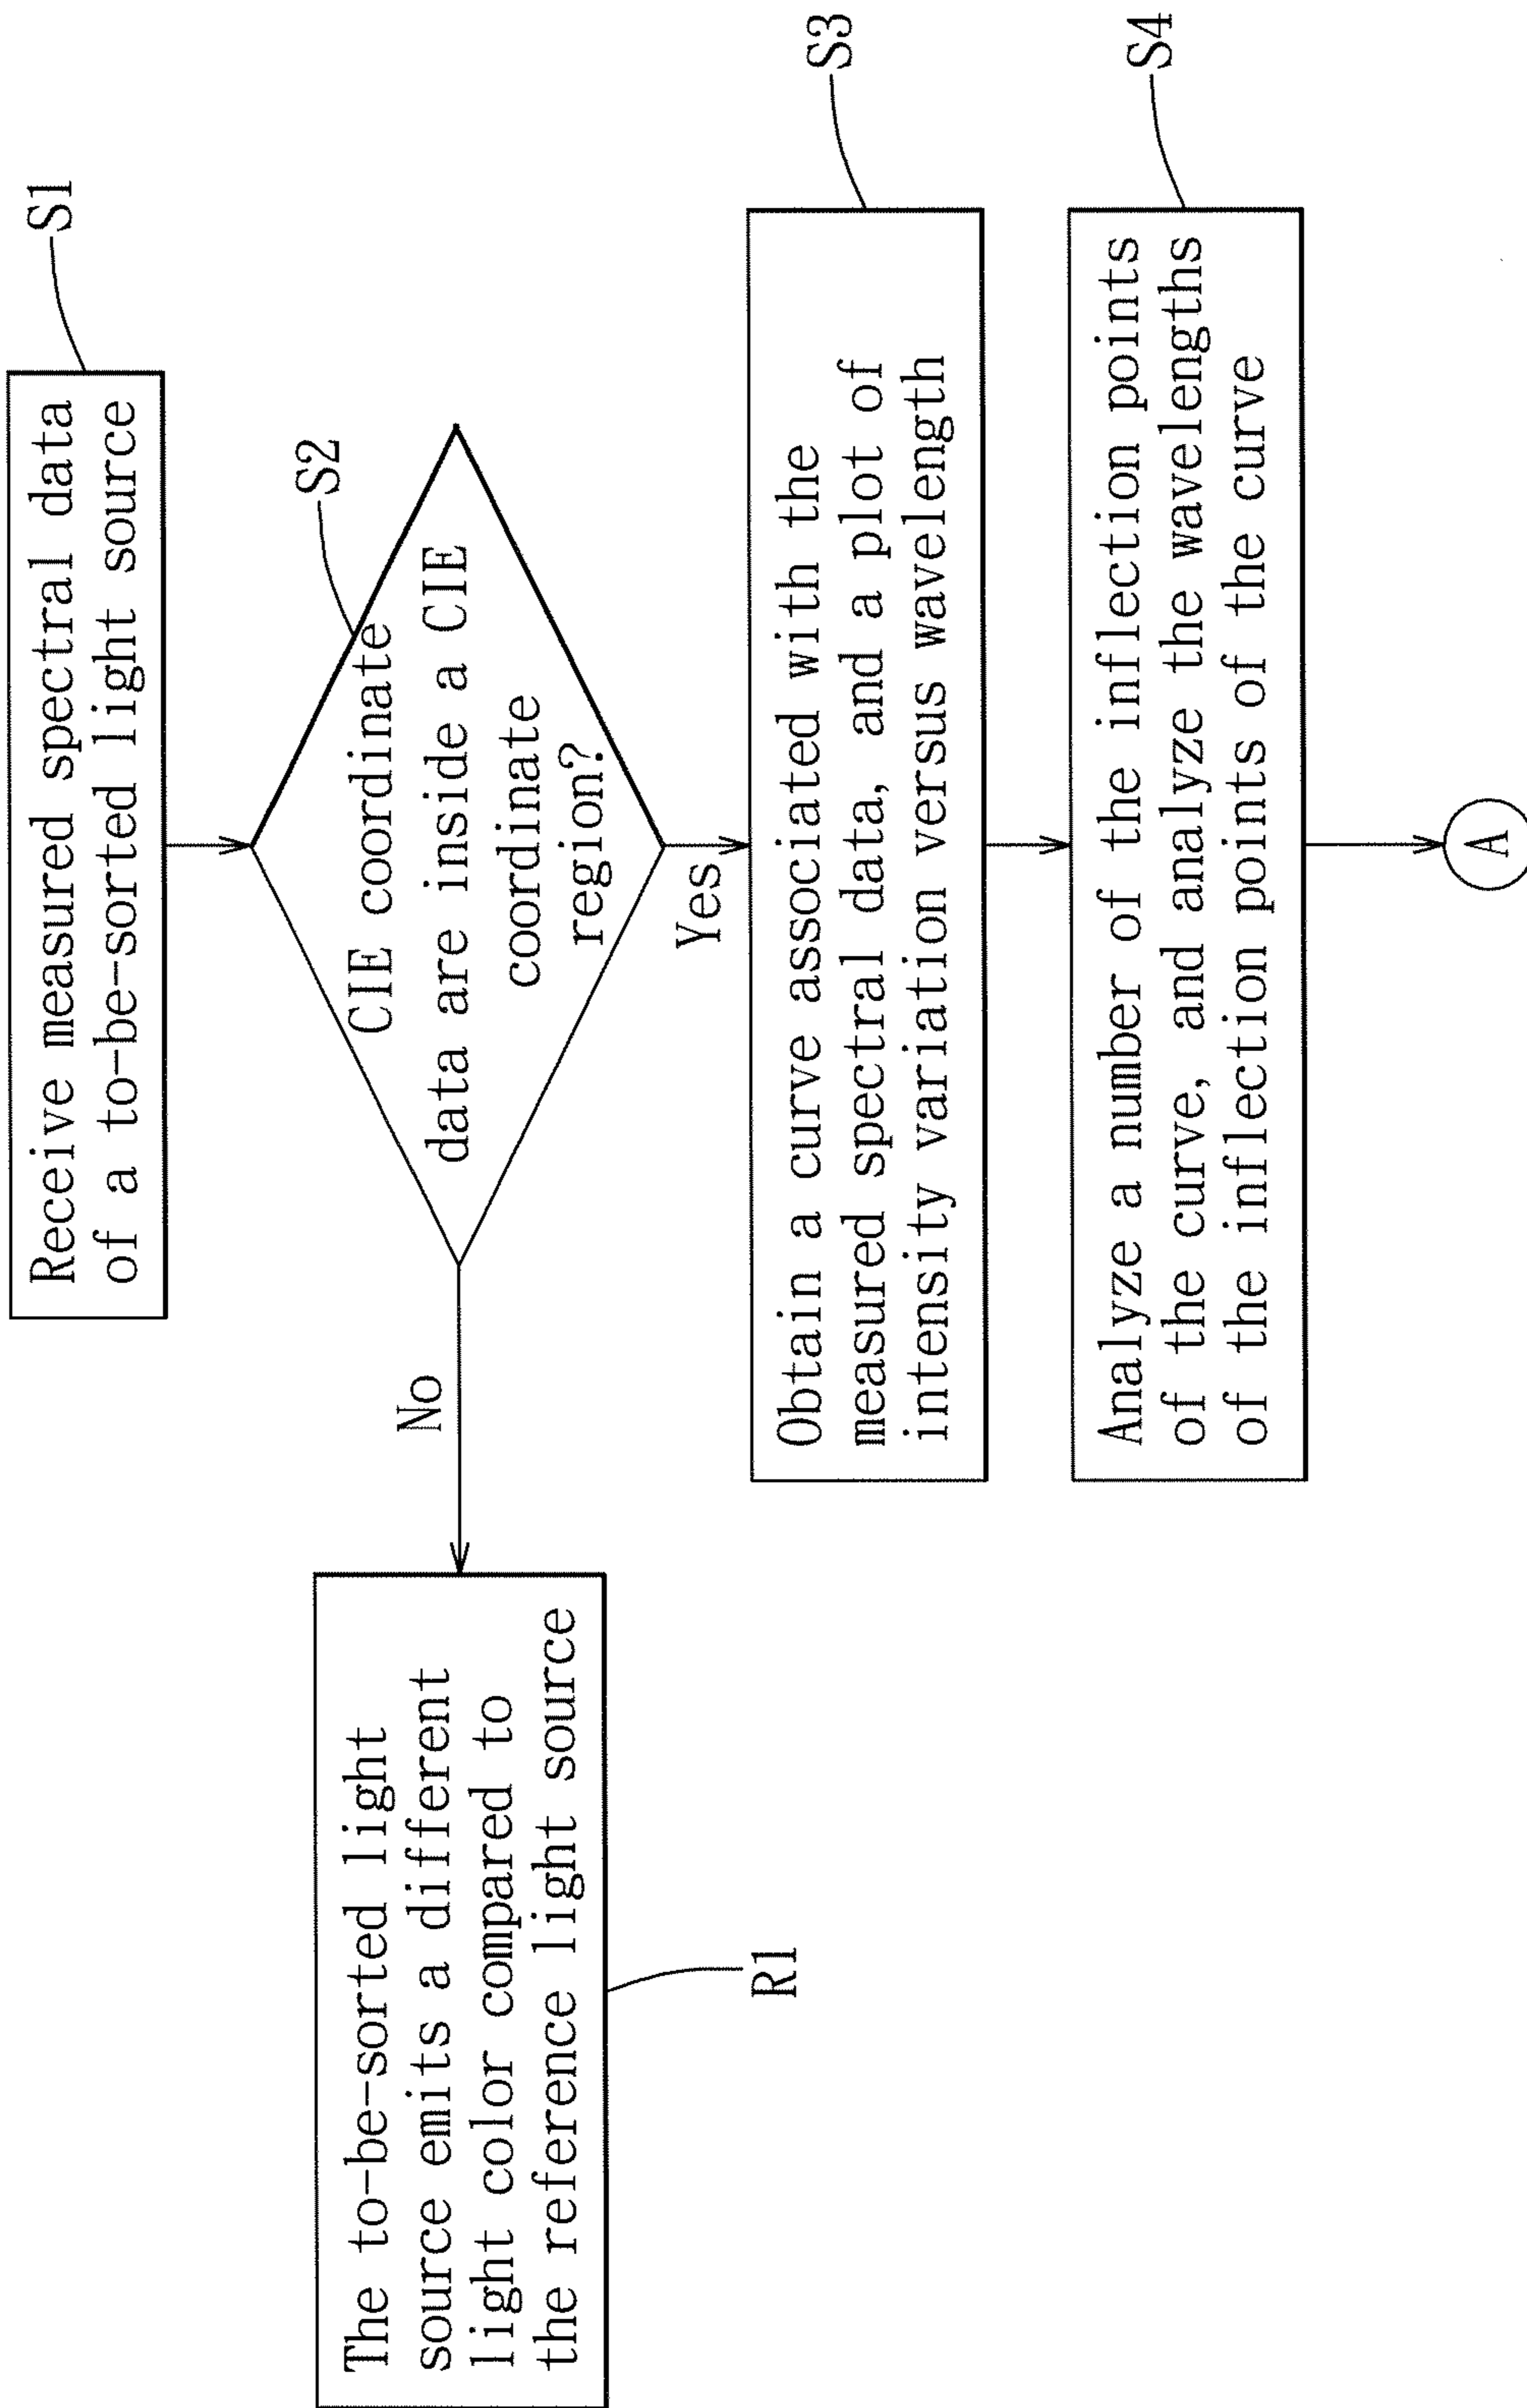 Receive measured spectral data
of a to-be-sorted light source
S1
S2
CIE coordinate
data are inside a CIE
coordinate
region?
No
Yes
The to-be-sorted light
source emits a different
light color compared to
the reference light source
R1
Obtain a curve associated with the
measured spectral data, and a plot of
intensity variation versus wavelength
S3
Analyze a number of the inflection points
of the curve, and analyze the wavelengths
of the inflection points of the curve
S4
A